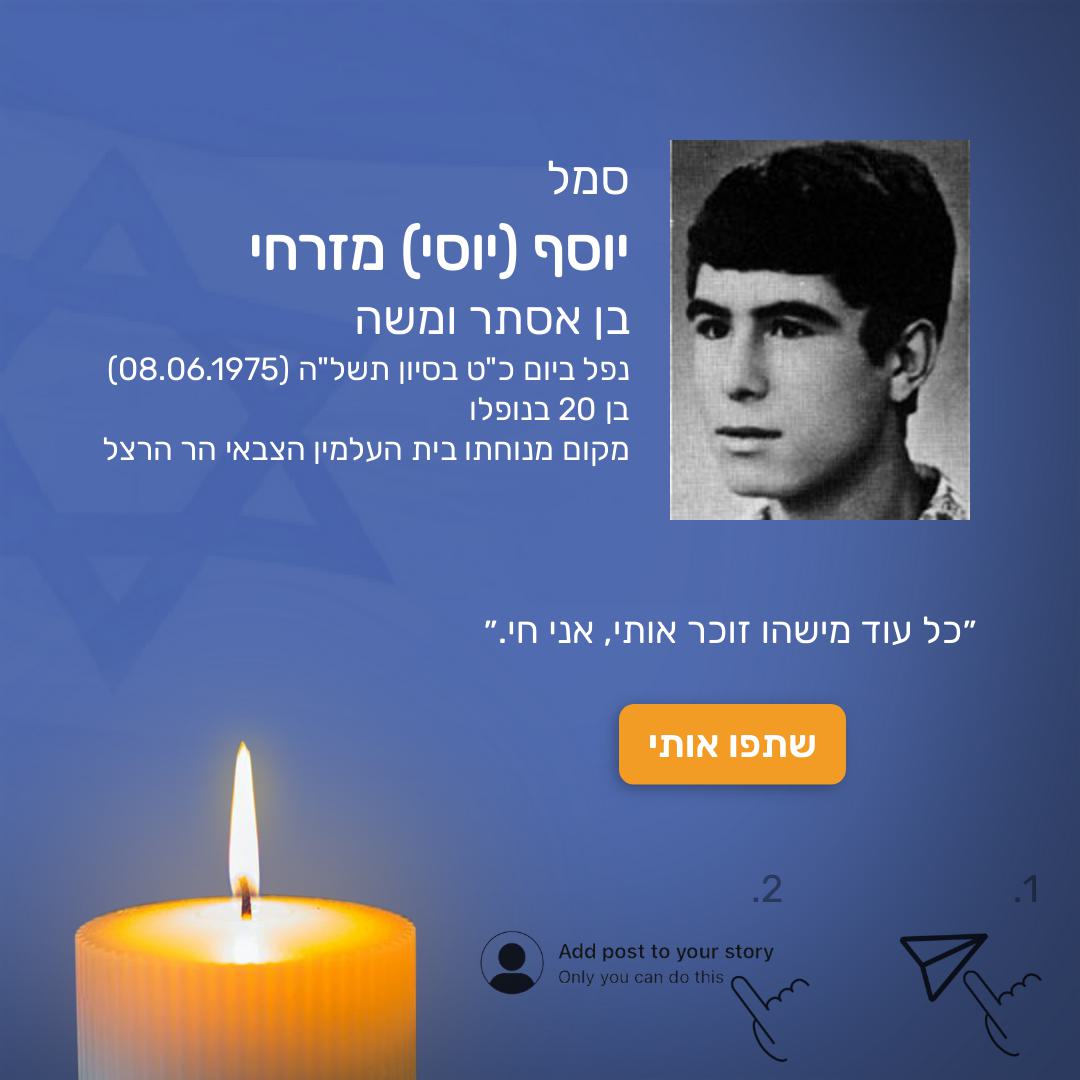 סמל
יוסף (יוסי) מזרחי
בן אסתר ומשה
נפל ביום כ"ט בסיון תשל"ה (08.06.1975)
בן 20 בנופלו
מקום מנוחתו בית העלמין הצבאי הר הרצל
״כל עוד מישהו זוכר אותי, אני חי.״
שתפו אותי
1.
2.
Add post to your story
Only you can do this